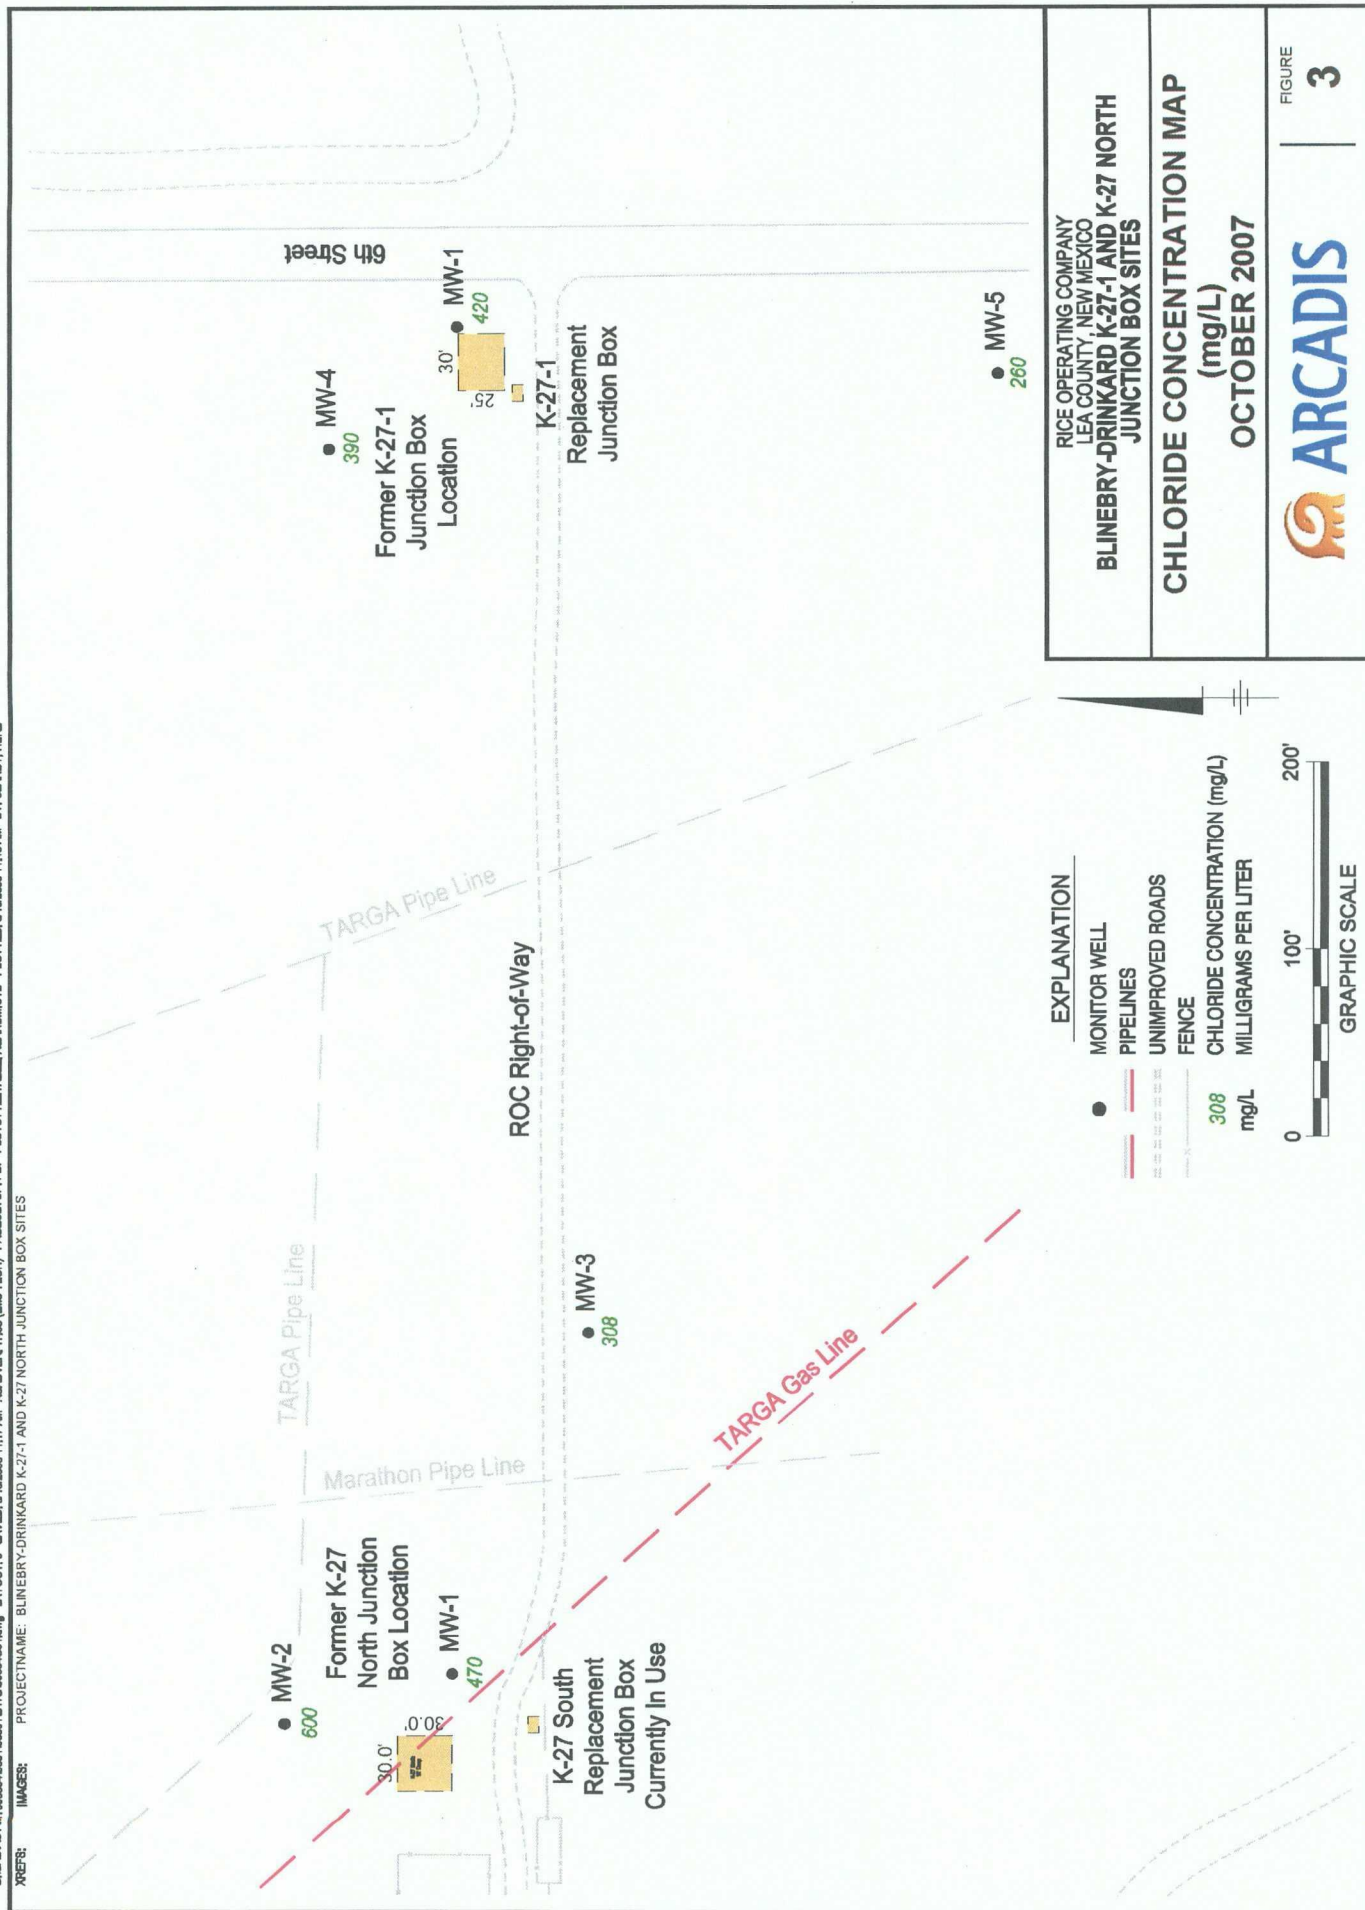 XREFS:
IMAGES:
PROJECTNAME: BLINEBRY-DRINKARD K-27-1 AND K-27 NORTH JUNCTION BOX SITES
MW-2
600
Former K-27
North Junction
Box Location
30.0'
30.0'
MW-1
470
K-27 South
Replacement
Junction Box
Currently In Use
TARGA Pipe Line
Marathon Pipe Line
TARGA Gas Line
MW-3
308
ROC Right-of-Way
TARGA Pipe Line
MW-4
390
Former K-27-1
Junction Box
Location
30'
25'
MW-1
420
K-27-1
Replacement
Junction Box
6th Street
MW-5
260
EXPLANATION
MONITOR WELL
PIPELINES
UNIMPROVED ROADS
FENCE
308 CHLORIDE CONCENTRATION (mg/L)
mg/L MILLIGRAMS PER LITER
0 100' 200'
GRAPHIC SCALE
RICE OPERATING COMPANY
LEA COUNTY, NEW MEXICO
BLINEBRY-DRINKARD K-27-1 AND K-27 NORTH
JUNCTION BOX SITES
CHLORIDE CONCENTRATION MAP
(mg/L)
OCTOBER 2007
ARCADIS
FIGURE
3